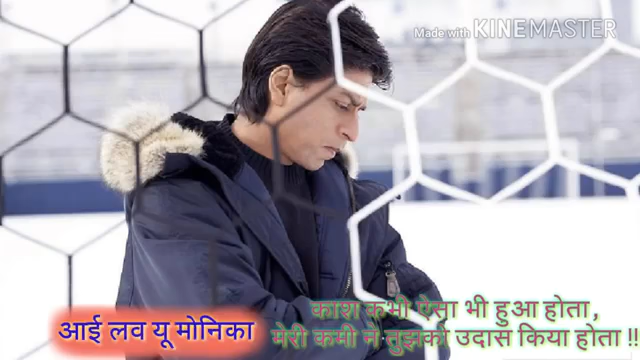 Made with KINEMASTER
काश कभी ऐसा भी हुआ होता,
आई लव यू मोनिका
मेरी कमी ने तुझको उदास किया होता !!